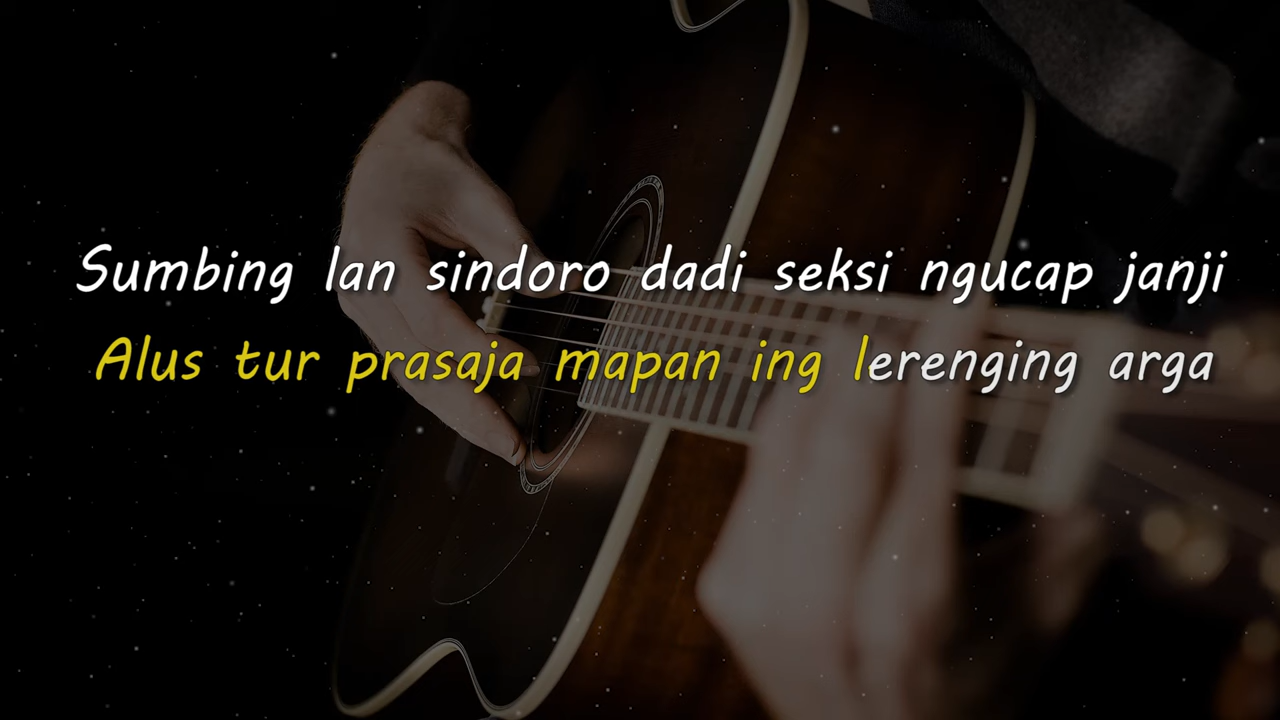 Sumbing lan sindoro dadi seksi ngucap janji
Alus tur prasaja mapan ing lerenging arga